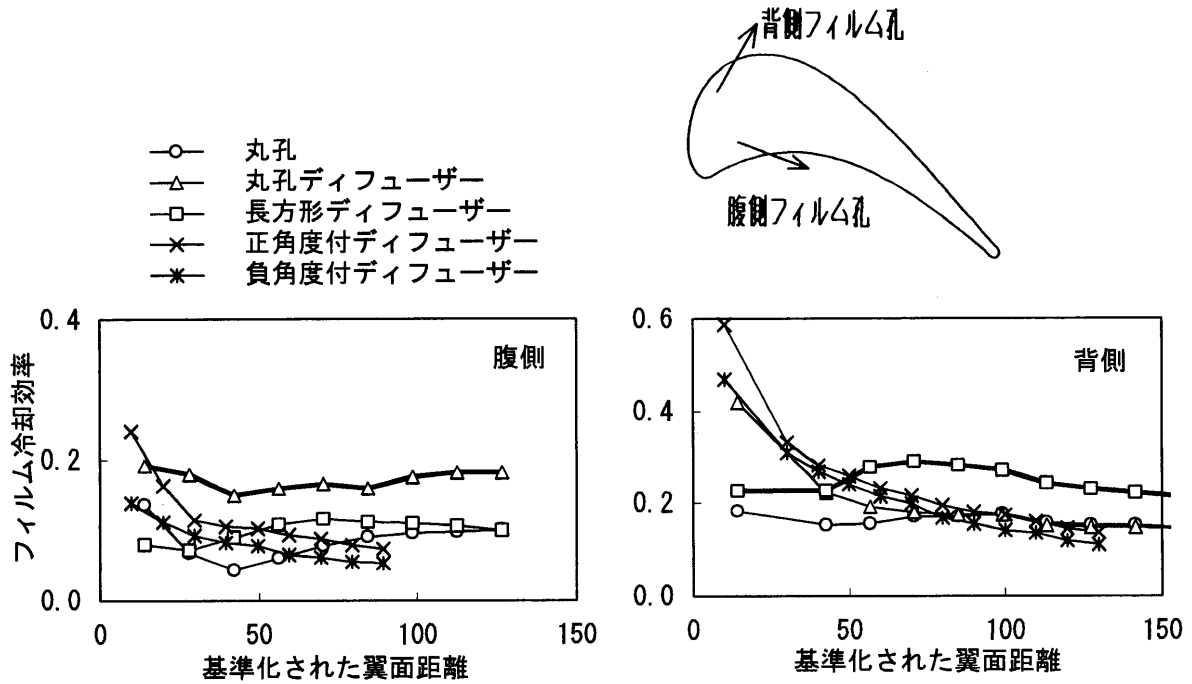 背側フィルム孔
腹側フィルム孔
丸孔
丸孔ディフューザー
長方形ディフューザー
正角度付ディフューザー
負角度付ディフューザー
フィルム冷却効率
0.4
0.2
0.0
腹側
0
50
100
150
基準化された翼面距離
0.6
0.4
0.2
0.0
背側
0
50
100
150
基準化された翼面距離